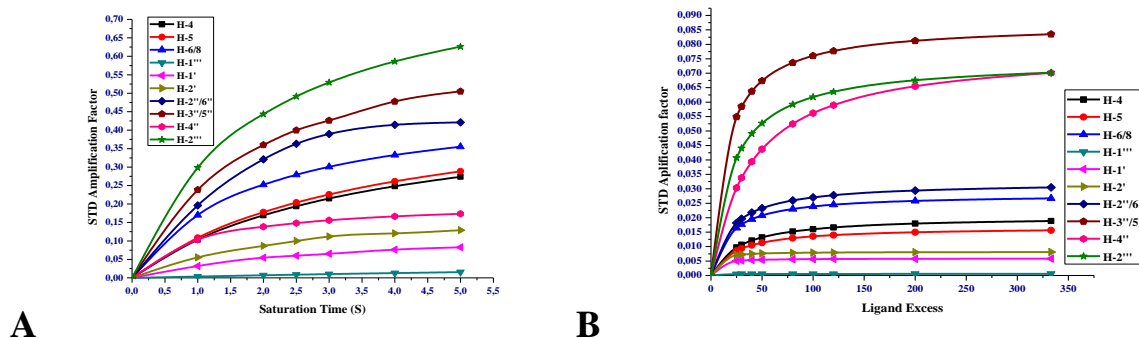 0,70
0,65
0,60
0,55
0,50
0,45
0,40
0,35
0,30
0,25
0,20
0,15
0,10
0,05
0,00
STD Amplification Factor
H-4
H-5
H-6/8
H-1'''
H-1'
H-2'
H-2''/6''
H-3''/5''
H-4''
H-2'''
0,0 0,5 1,0 1,5 2,0 2,5 3,0 3,5 4,0 4,5 5,0 5,5
Saturation Time (S)
A
0,090
0,085
0,080
0,075
0,070
0,065
0,060
0,055
0,050
0,045
0,040
0,035
0,030
0,025
0,020
0,015
0,010
0,005
0,000
STD Aplification factor
H-4
H-5
H-6/8
H-1'''
H-1'
H-2'
H-2''/6
H-3''/5
H-4''
H-2'''
0 50 100 150 200 250 300 350
Ligand Excess
B